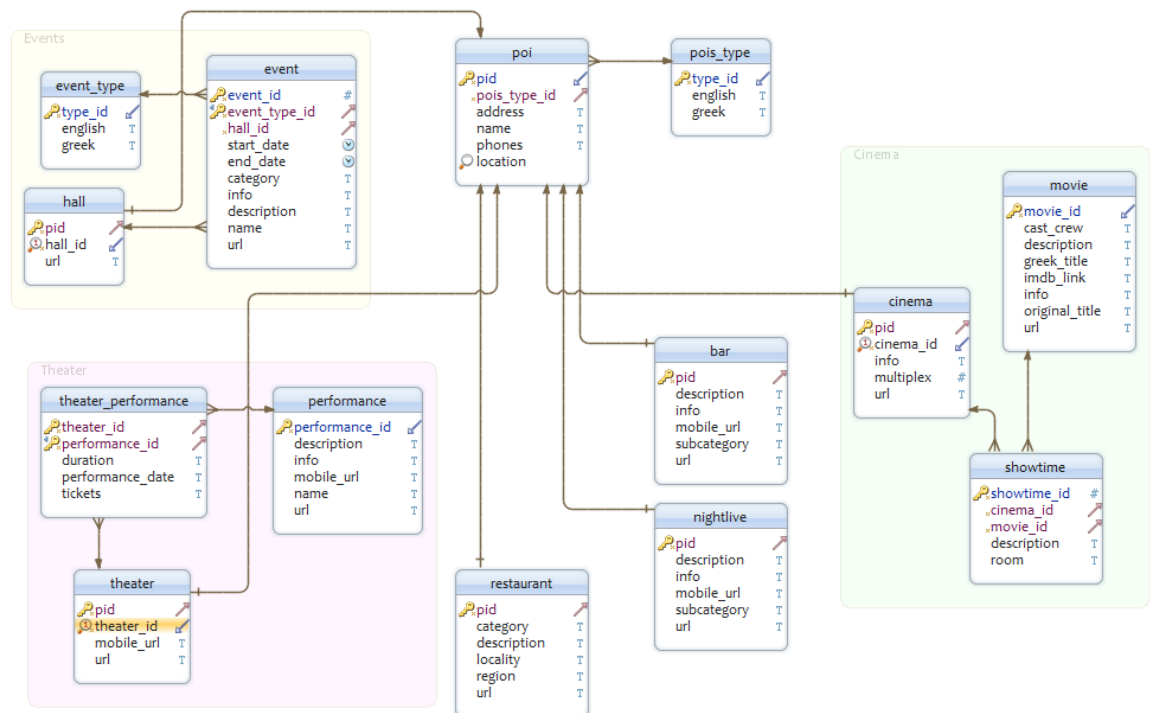 Events
event_type
type_id
english
greek
event
event_id
event_type_id
hall_id
start_date
end_date
category
info
description
name
url
hall
pid
hall_id
url
poi
pid
pois_type_id
address
name
phones
location
pois_type
type_id
english
greek
Cinema
movie
movie_id
cast_crew
description
greek_title
imdb_link
info
original_title
url
cinema
pid
cinema_id
info
multiplex
url
showtime
showtime_id
cinema_id
movie_id
description
room
Theater
theater_performance
theater_id
performance_id
duration
performance_date
tickets
performance
performance_id
description
info
mobile_url
name
url
theater
pid
theater_id
mobile_url
url
bar
pid
description
info
mobile_url
subcategory
url
nightlive
pid
description
info
mobile_url
subcategory
url
restaurant
pid
category
description
locality
region
url